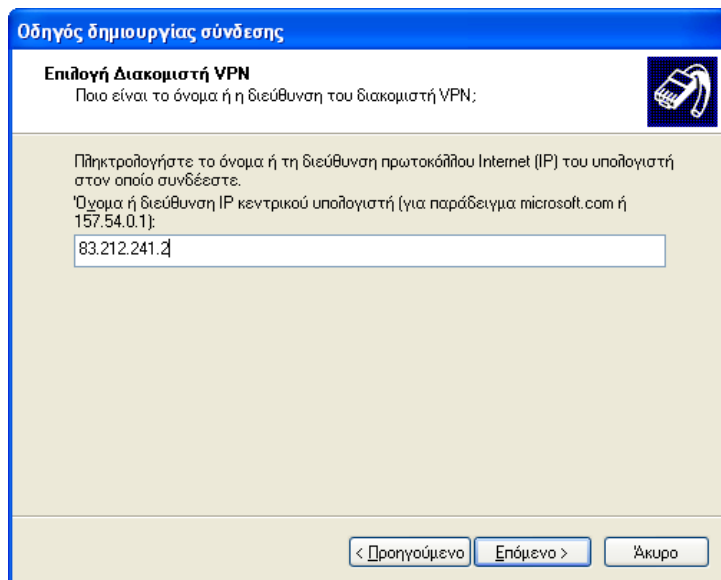 Οδηγός δημιουργίας σύνδεσης
Επιλογή Διακομιστή VPN
Ποιο είναι το όνομα ή η διεύθυνση του διακομιστή VPN;
Πληκτρολογήστε το όνομα ή τη διεύθυνση πρωτοκόλλου Internet (IP) του υπολογιστή
στον οποίο συνδέεστε.
Όνομα ή διεύθυνση IP κεντρικού υπολογιστή (για παράδειγμα microsoft.com ή
157.54.0.1):
83.212.241.2
< Προηγούμενο Επόμενο > Άκυρο